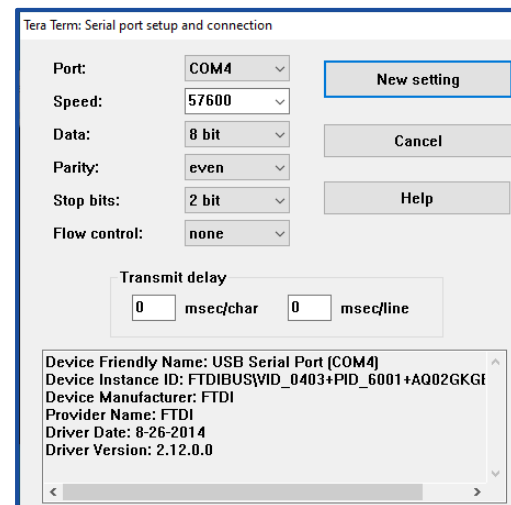 Tera Term: Serial port setup and connection
Port: COM4
New setting
Speed: 57600
Data: 8 bit
Cancel
Parity: even
Stop bits: 2 bit
Help
Flow control: none
Transmit delay
0 msec/char 0 msec/line
Device Friendly Name: USB Serial Port (COM4)
Device Instance ID: FTDIBUS\VID_0403+PID_6001+AQ02GKGE
Device Manufacturer: FTDI
Provider Name: FTDI
Driver Date: 8-26-2014
Driver Version: 2.12.0.0